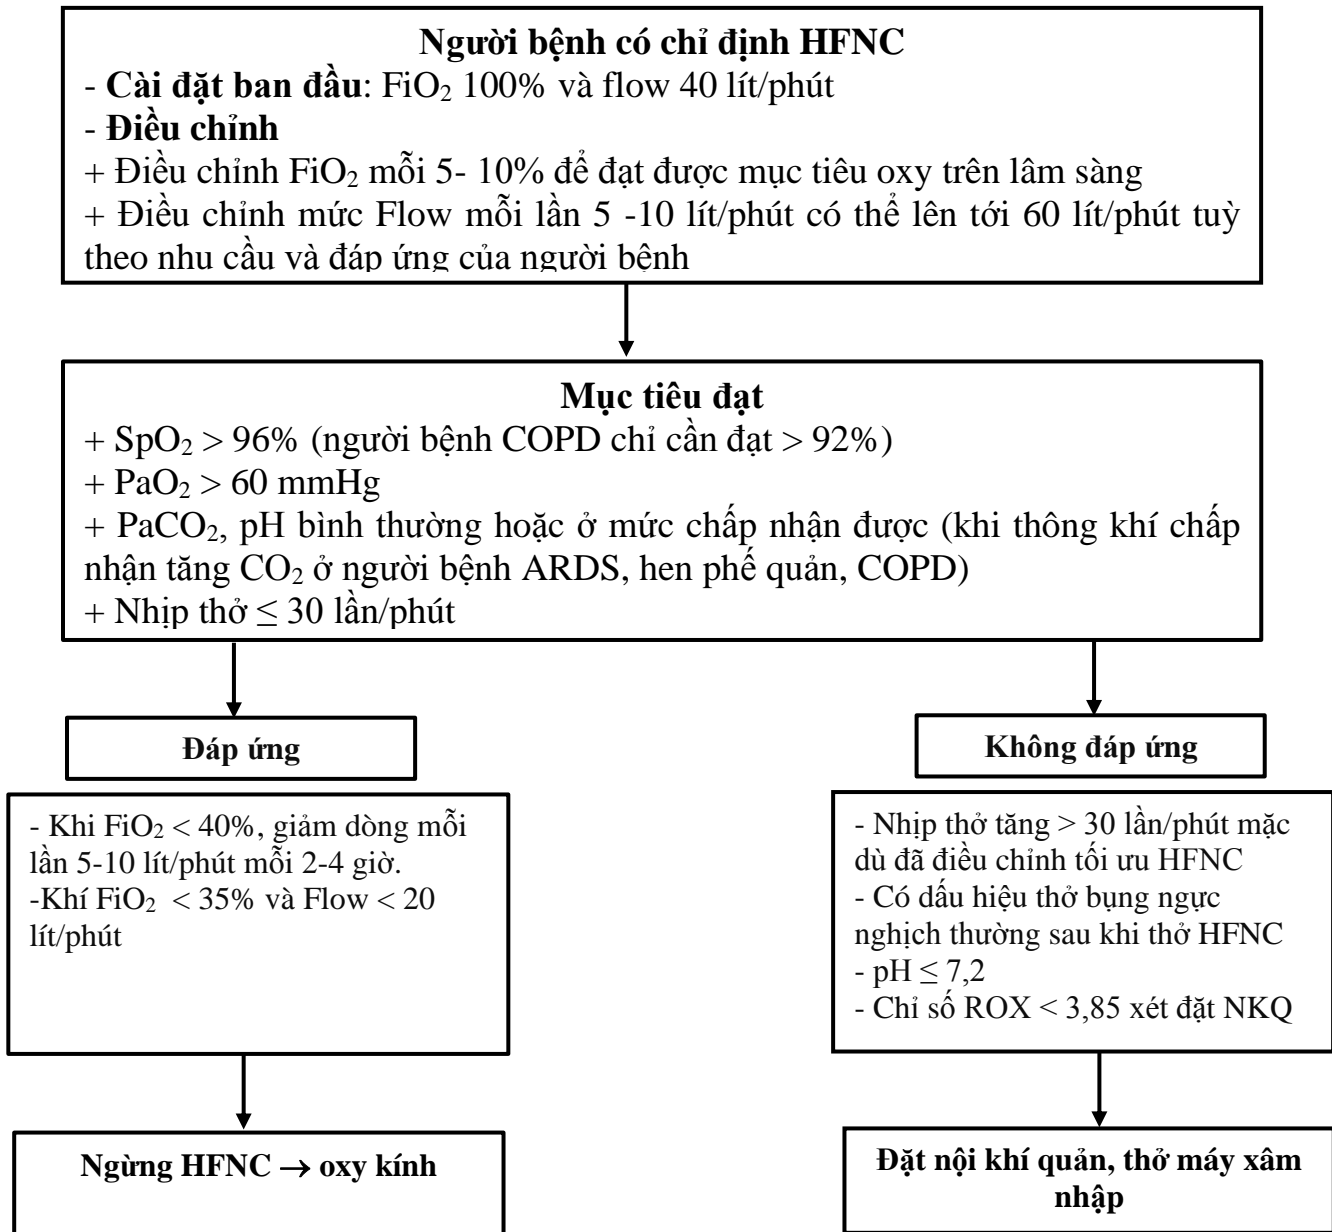 Người bệnh có chỉ định HFNC
- Cài đặt ban đầu: FiO₂ 100% và flow 40 lít/phút
- Điều chỉnh
+ Điều chỉnh FiO₂ mỗi 5- 10% để đạt được mục tiêu oxy trên lâm sàng
+ Điều chỉnh mức Flow mỗi lần 5 -10 lít/phút có thể lên tới 60 lít/phút tuỳ
theo nhu cầu và đáp ứng của người bệnh
Mục tiêu đạt
+ SpO₂ > 96% (người bệnh COPD chỉ cần đạt > 92%)
+ PaO₂ > 60 mmHg
+ PaCO₂, pH bình thường hoặc ở mức chấp nhận được (khi thông khí chấp
nhận tăng CO₂ ở người bệnh ARDS, hen phế quản, COPD)
+ Nhịp thở ≤ 30 lần/phút
Đáp ứng
- Khi FiO₂ < 40%, giảm dòng mỗi
lần 5-10 lít/phút mỗi 2-4 giờ.
-Khí FiO₂ < 35% và Flow < 20
lít/phút
Ngừng HFNC → oxy kính
Không đáp ứng
- Nhịp thở tăng > 30 lần/phút mặc
dù đã điều chỉnh tối ưu HFNC
- Có dấu hiệu thở bụng ngực
nghịch thường sau khi thở HFNC
- pH ≤ 7,2
- Chỉ số ROX < 3,85 xét đặt NKQ
Đặt nội khí quản, thở máy xâm
nhập